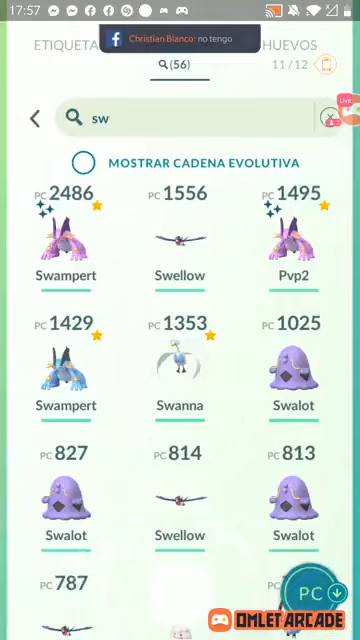 17:57
Christian Blanco: no tengo
ETIQUETA
HUEVOS
(56)
11 / 12
Live
sw
MOSTRAR CADENA EVOLUTIVA
PC 2486
PC 1556
PC 1495
Swampert
Swellow
Pvp2
PC 1429
PC 1353
PC 1025
Swampert
Swanna
Swalot
PC 827
PC 814
PC 813
Swalot
Swellow
Swalot
PC 787
PC
OMLET ARCADE